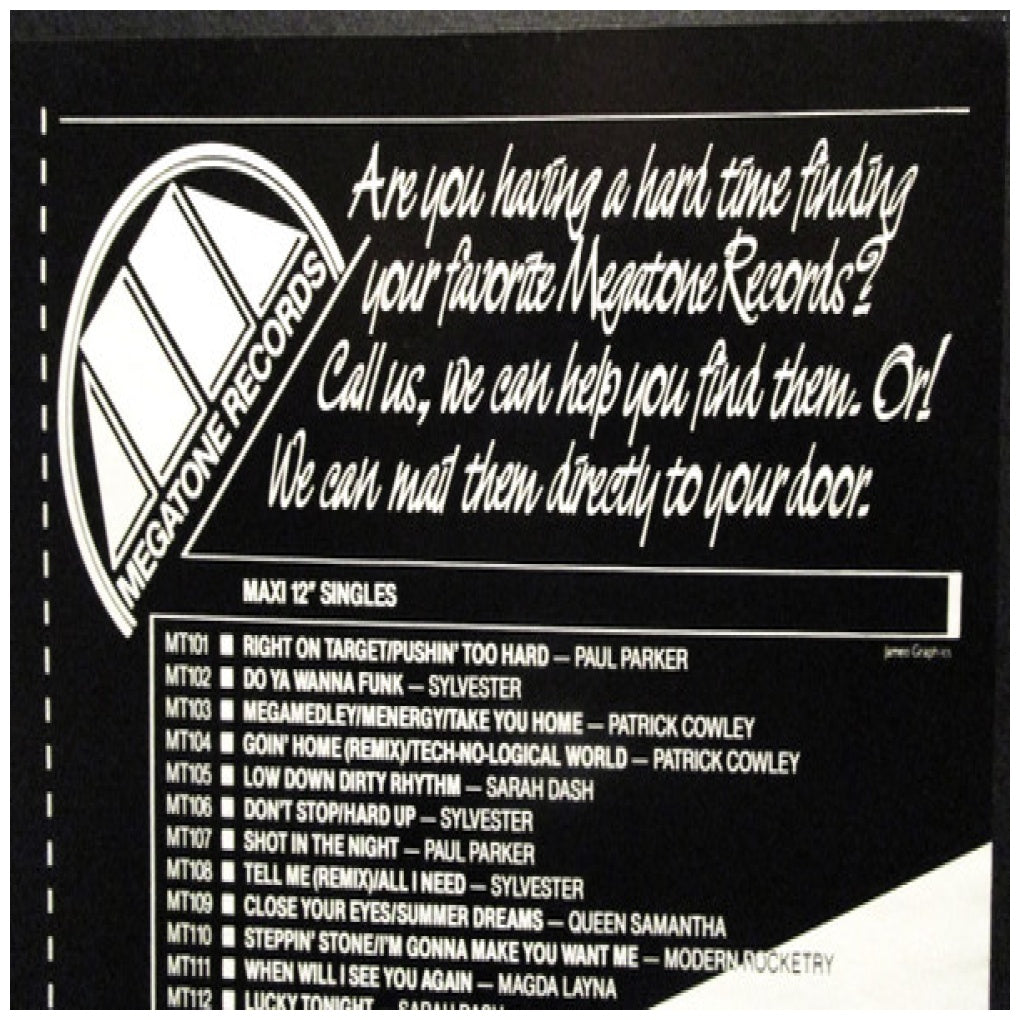 Are you having a hard time finding
your favorite Megatone Records?
Call us, we can help you find them. Or!
We can mail them directly to your door.
MEGATONE RECORDS
MAXI 12" SINGLES
James Graphics
MT101 ■ RIGHT ON TARGET/PUSHIN' TOO HARD — PAUL PARKER
MT102 ■ DO YA WANNA FUNK — SYLVESTER
MT103 ■ MEGAMEDLEY/MENERGY/TAKE YOU HOME — PATRICK COWLEY
MT104 ■ GOIN' HOME (REMIX)/TECH-NO-LOGICAL WORLD — PATRICK COWLEY
MT105 ■ LOW DOWN DIRTY RHYTHM — SARAH DASH
MT106 ■ DON'T STOP/HARD UP — SYLVESTER
MT107 ■ SHOT IN THE NIGHT — PAUL PARKER
MT108 ■ TELL ME (REMIX)/ALL I NEED — SYLVESTER
MT109 ■ CLOSE YOUR EYES/SUMMER DREAMS — QUEEN SAMANTHA
MT110 ■ STEPPIN' STONE/I'M GONNA MAKE YOU WANT ME — MODERN ROCKETRY
MT111 ■ WHEN WILL I SEE YOU AGAIN — MAGDA LAYNA
MT112 ■ LUCKY TONIGHT — SARAH DASH